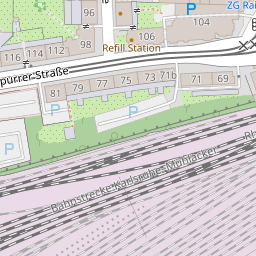 ZG Rai
104
98
96
106
116
114
112
Refill Station
purrer Straße
81
79
77
75
73
71b
71
69
P
P
P
P
Rh
Bahnstrecke Karlsruhe-Mühlacker